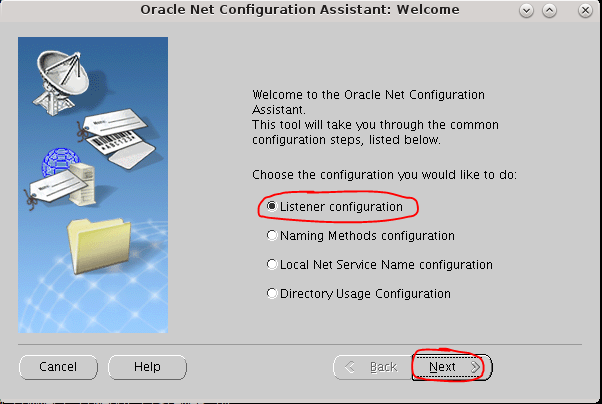 Oracle Net Configuration Assistant: Welcome
Welcome to the Oracle Net Configuration
Assistant.
This tool will take you through the common
configuration steps, listed below.
Choose the configuration you would like to do:
Listener configuration
Naming Methods configuration
Local Net Service Name configuration
Directory Usage Configuration
Cancel
Help
Back
Next